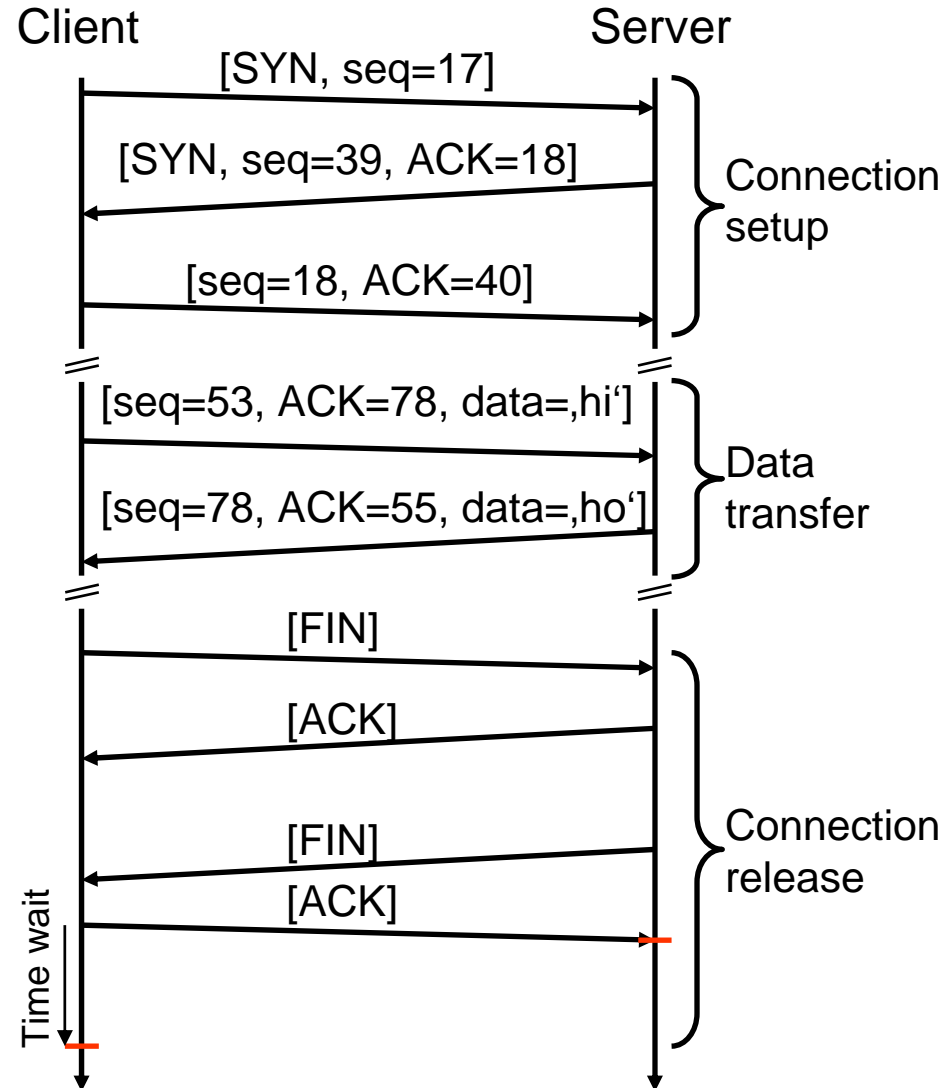 Client
Server
[SYN, seq=17]
[SYN, seq=39, ACK=18]
Connection
setup
[seq=18, ACK=40]
[seq=53, ACK=78, data=‚hi‘]
Data
transfer
[seq=78, ACK=55, data=‚ho‘]
[FIN]
[ACK]
[FIN]
Connection
release
[ACK]
Time wait